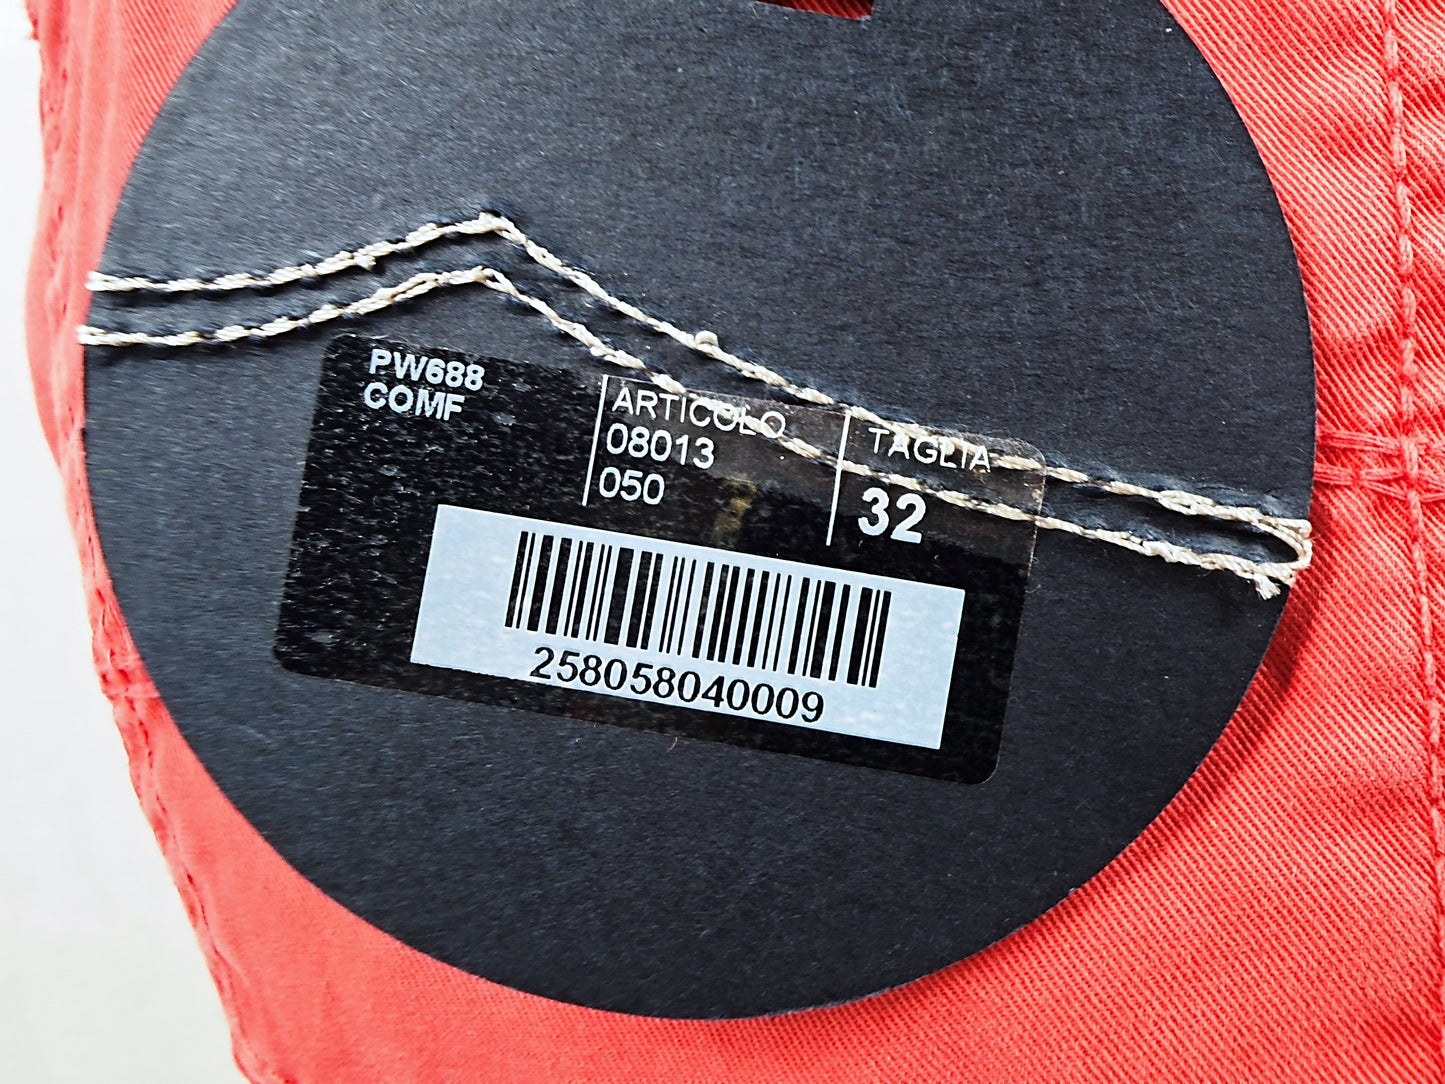 PW688
COMF
ARTICOLO
08013
050
TAGLIA
32
258058040009